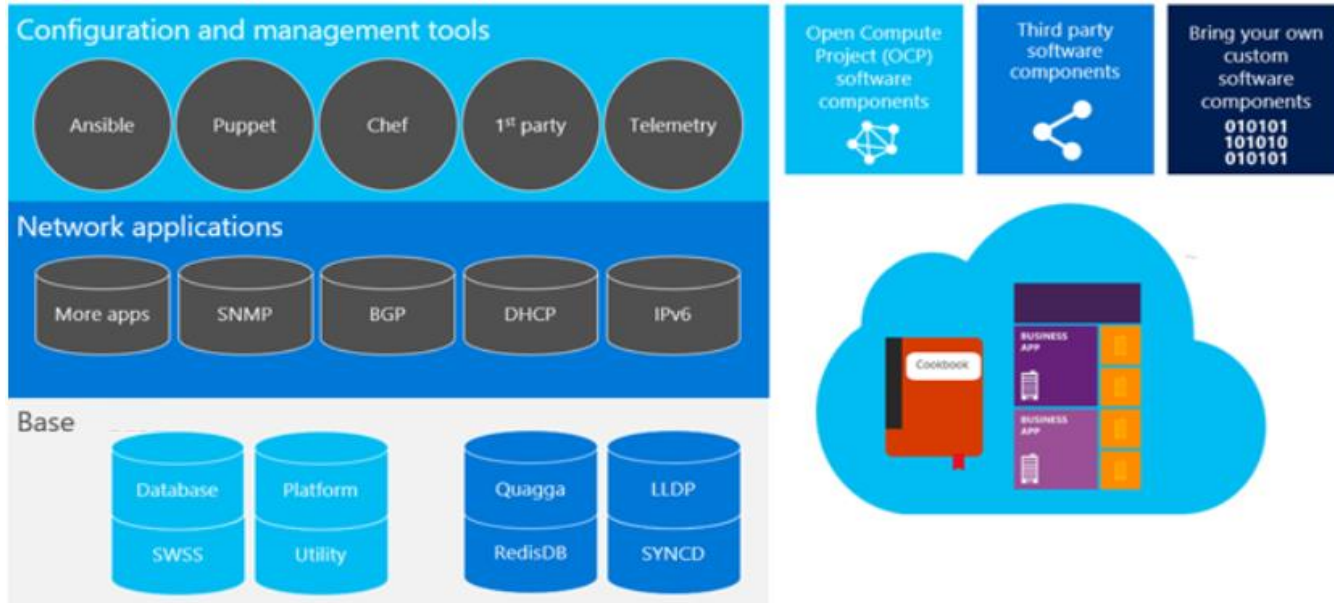 Configuration and management tools
Ansible
Puppet
Chef
1st party
Telemetry
Network applications
More apps
SNMP
BGP
DHCP
IPv6
Base
Database
SWSS
Platform
Utility
Quagga
RedisDB
LLDP
SYNCD
Open Compute
Project (OCP)
software
components
Third party
software
components
Bring your own
custom
software
components
010101
101010
010101
Cookbook
BUSINESS
APP
BUSINESS
APP